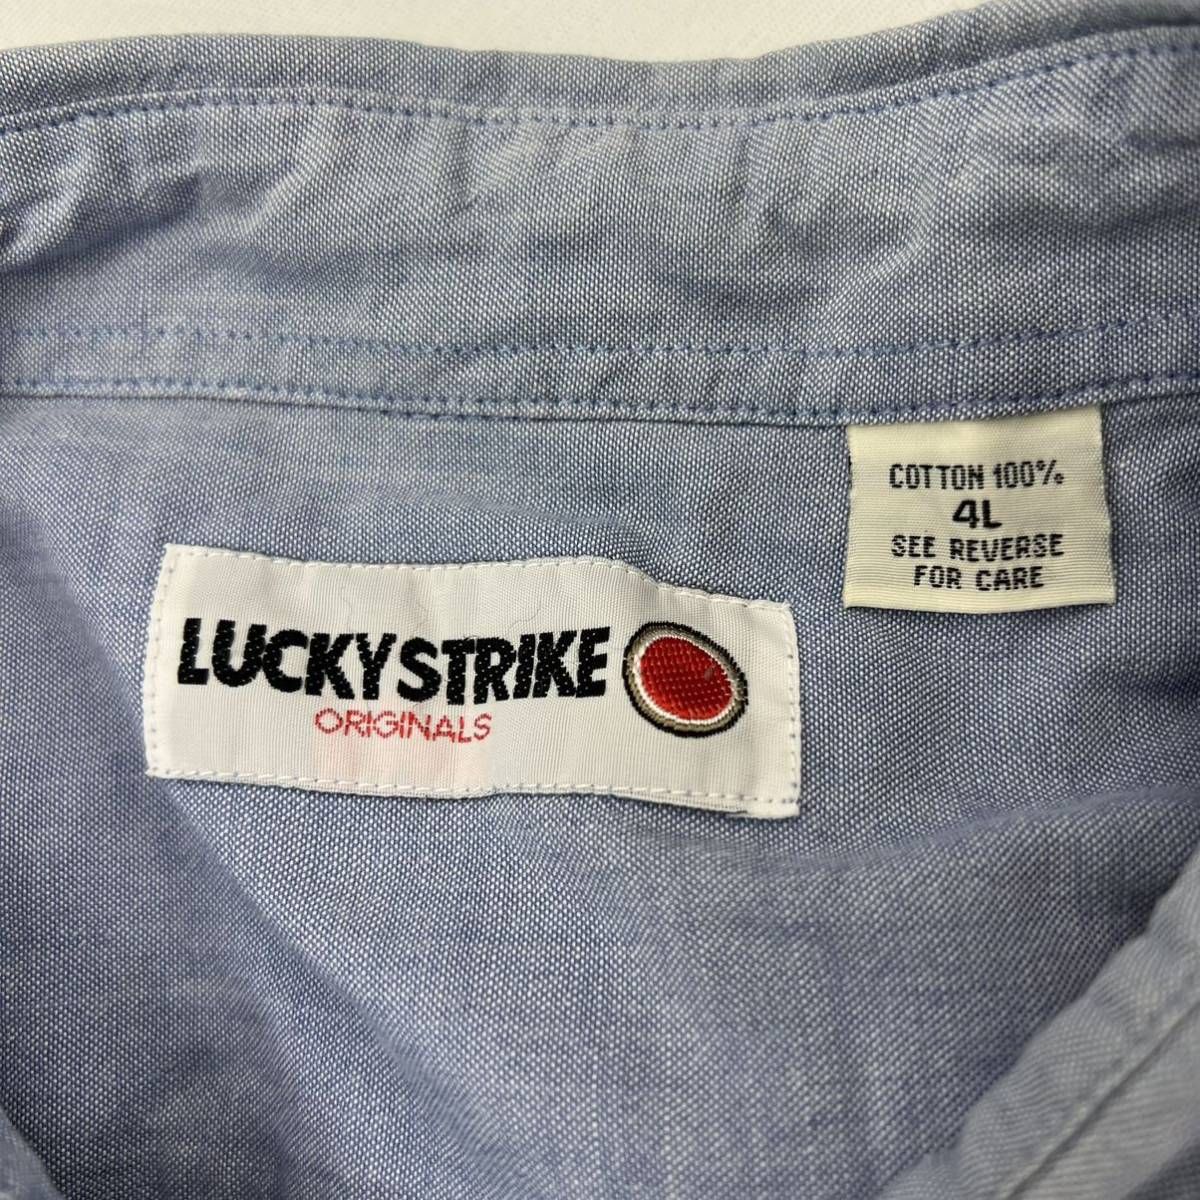 COTTON 100%
4L
SEE REVERSE
FOR CARE
LUCKY STRIKE
ORIGINALS